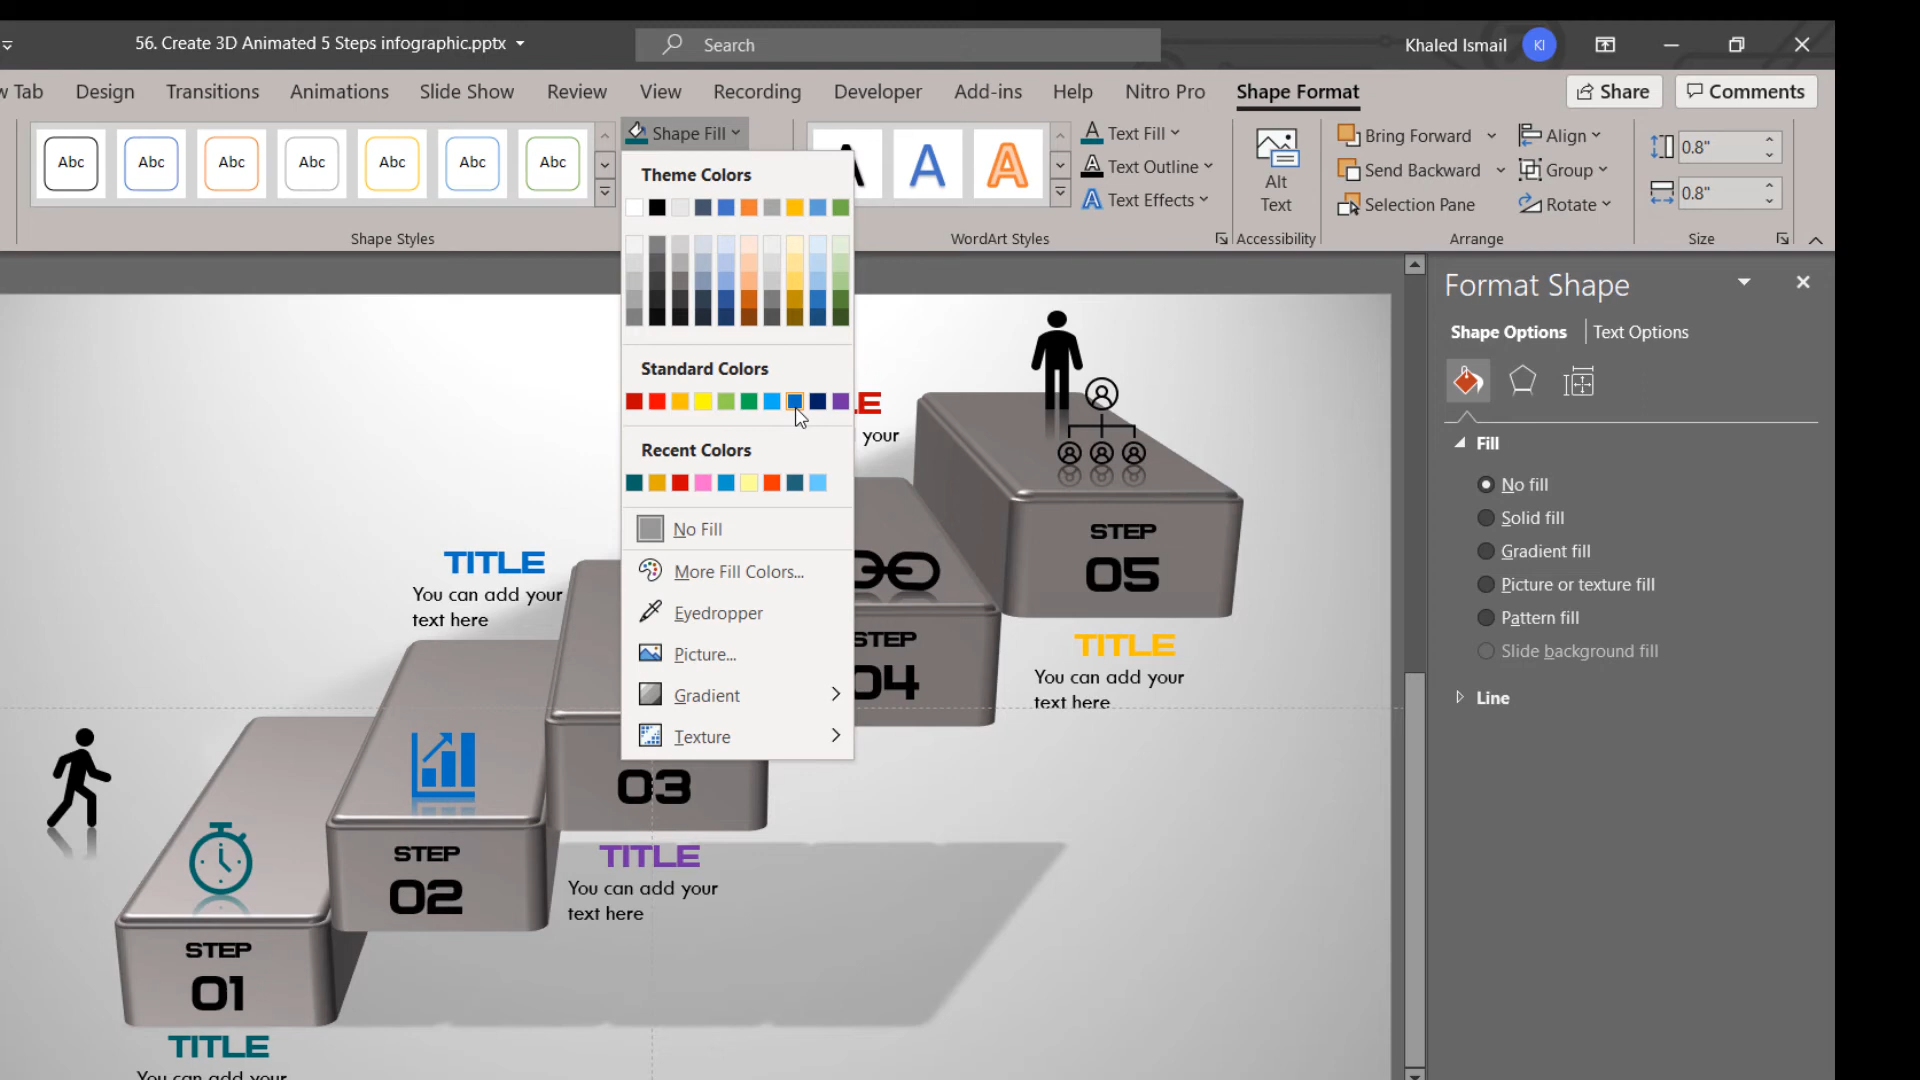 56. Create 3D Animated 5 Steps infographic.pptx
Search
Khaled Ismail
KI
w Tab
Design
Transitions
Animations
Slide Show
Review
View
Recording
Developer
Add-ins
Help
Nitro Pro
Shape Format
Share
Comments
Abc
Abc
Abc
Abc
Abc
Abc
Abc
Shape Fill
A
A
A
Text Fill
A
Text Outline
A
Text Effects
A
Alt
Text
Bring Forward
Send Backward
Selection Pane
Align
Group
Rotate
0.8"
0.8"
Shape Styles
WordArt Styles
Accessibility
Arrange
Size
Theme Colors
Standard Colors
Recent Colors
No Fill
More Fill Colors...
Eyedropper
Picture...
Gradient
Texture
Format Shape
Shape Options
Text Options
Fill
No fill
Solid fill
Gradient fill
Picture or texture fill
Pattern fill
Slide background fill
Line
LE
your
STEP
05
TITLE
You can add your
text here
STEP
04
TITLE
You can add your
text here
03
TITLE
You can add your
text here
STEP
02
STEP
01
TITLE
You can add your